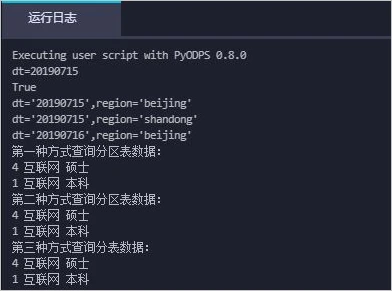 运行日志
Executing user script with PyODPS 0.8.0
dt=20190715
True
dt='20190715',region='beijing'
dt='20190715',region='shandong'
dt='20190716',region='beijing'
第一种方式查询分区表数据:
4 互联网 硕士
1 互联网 本科
第二种方式查询分区表数据:
4 互联网 硕士
1 互联网 本科
第三种方式查询分表数据:
4 互联网 硕士
1 互联网 本科